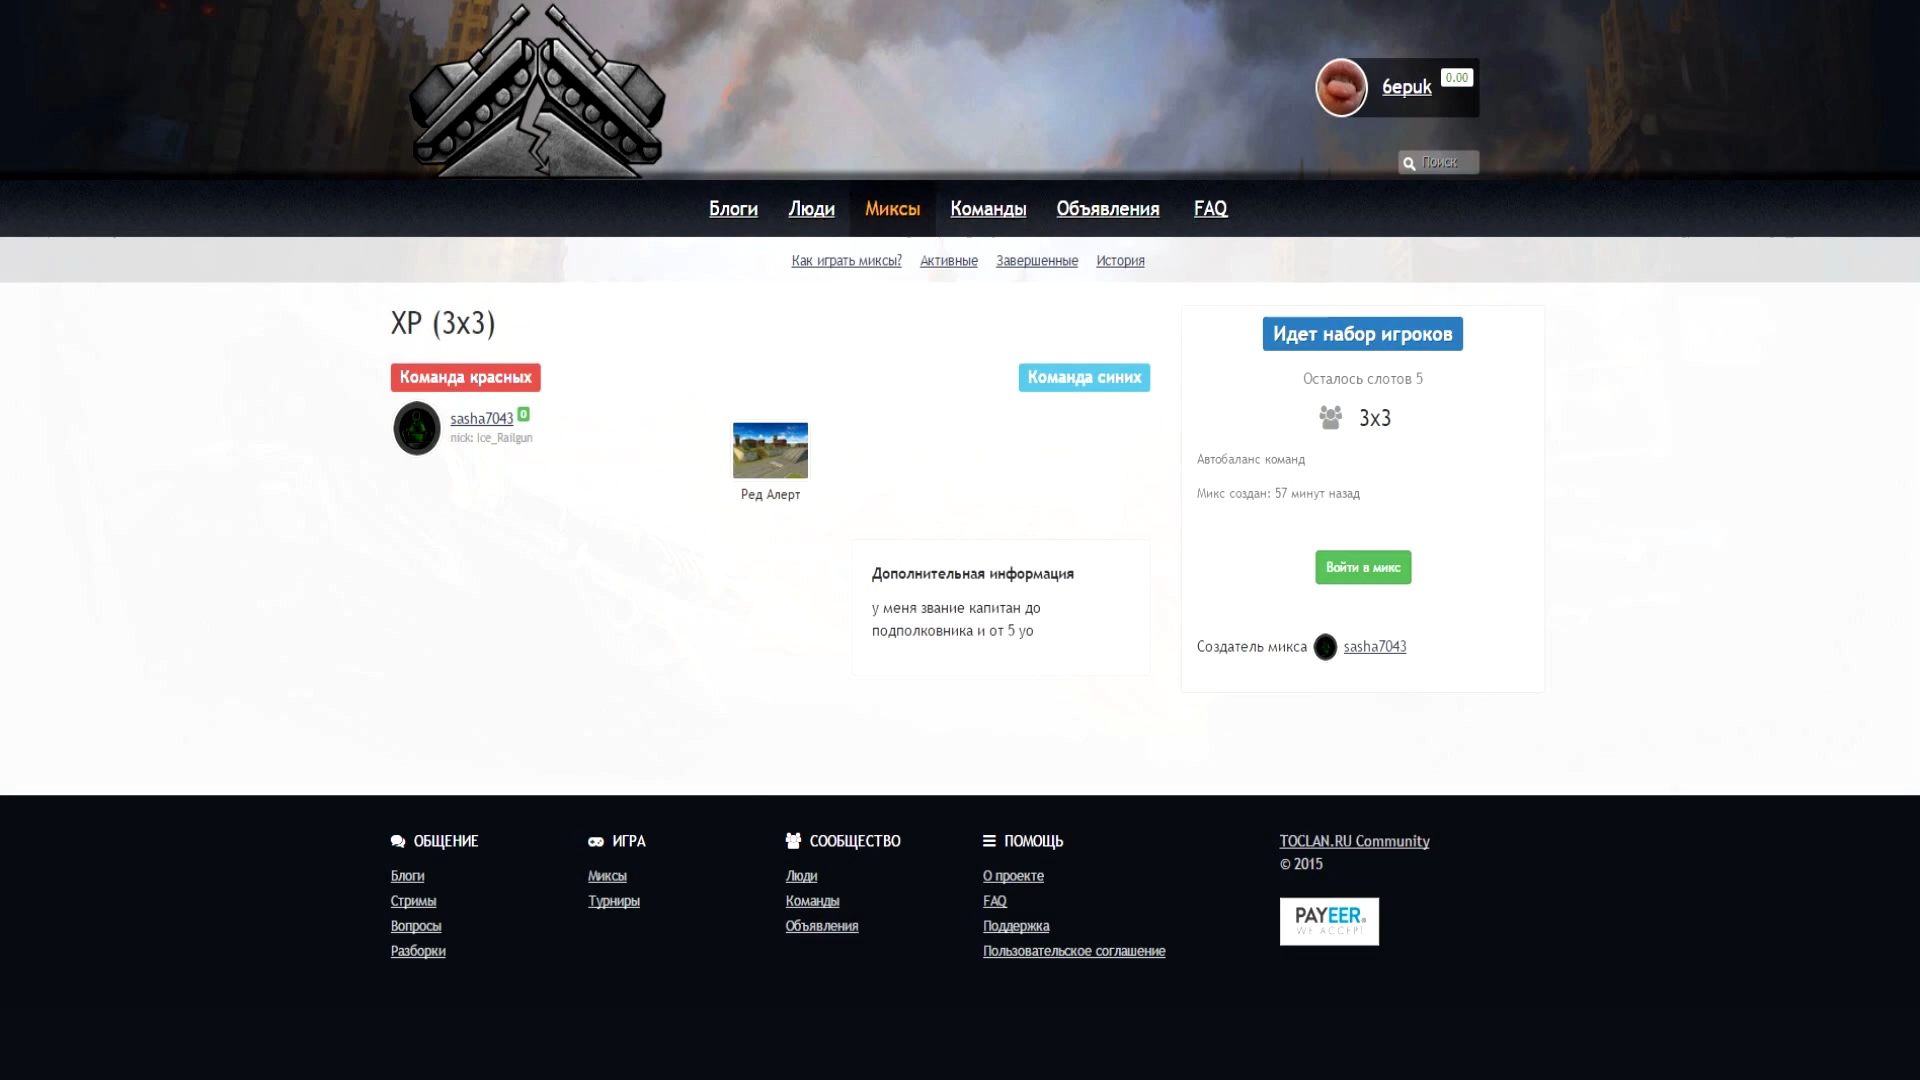 6epuk 0.00
Поиск
Блоги Люди Миксы Команды Объявления FAQ
Как играть миксы? Активные Завершенные История
XP (3x3)
Команда красных
Команда синих
sasha7043 0
nick: Ice_Railgun
Ред Алерт
Дополнительная информация
у меня звание капитан до
подполковника и от 5 уо
Идет набор игроков
Осталось слотов 5
3x3
Автобаланс команд
Микс создан: 57 минут назад
Войти в микс
Создатель микса sasha7043
ОБЩЕНИЕ
Блоги
Стримы
Вопросы
Разборки
ИГРА
Миксы
Турниры
СООБЩЕСТВО
Люди
Команды
Объявления
ПОМОЩЬ
О проекте
FAQ
Поддержка
Пользовательское соглашение
TOCLAN.RU Community
© 2015
PAYEER.
WE ACCEPT